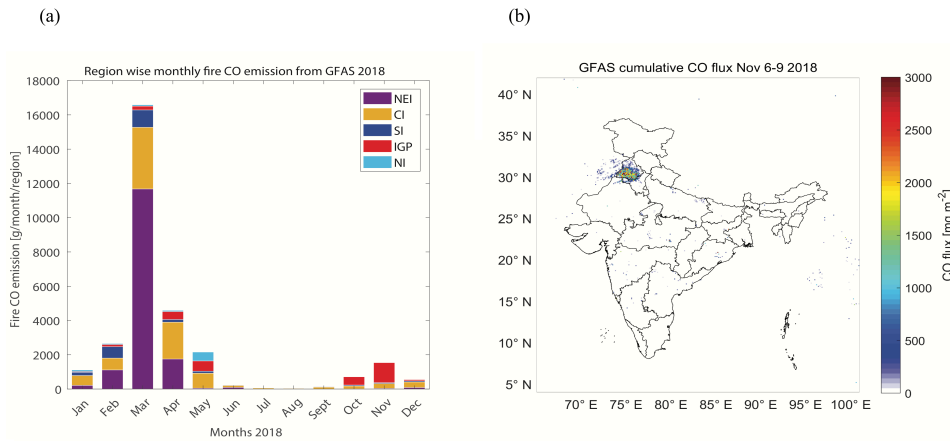 (a)
(b)
Region wise monthly fire CO emission from GFAS 2018
18000
16000
14000
12000
10000
8000
6000
4000
2000
0
Fire CO emission [g/month/region]
NEI
CI
SI
IGP
NI
Jan Feb Mar Apr May Jun Jul Aug Sept Oct Nov Dec
Months 2018
GFAS cumulative CO flux Nov 6-9 2018
40° N
35° N
30° N
25° N
20° N
15° N
10° N
5° N
70° E 75° E 80° E 85° E 90° E 95° E 100° E
3000
2500
2000
1500
1000
500
0
CO flux [mg m-2]